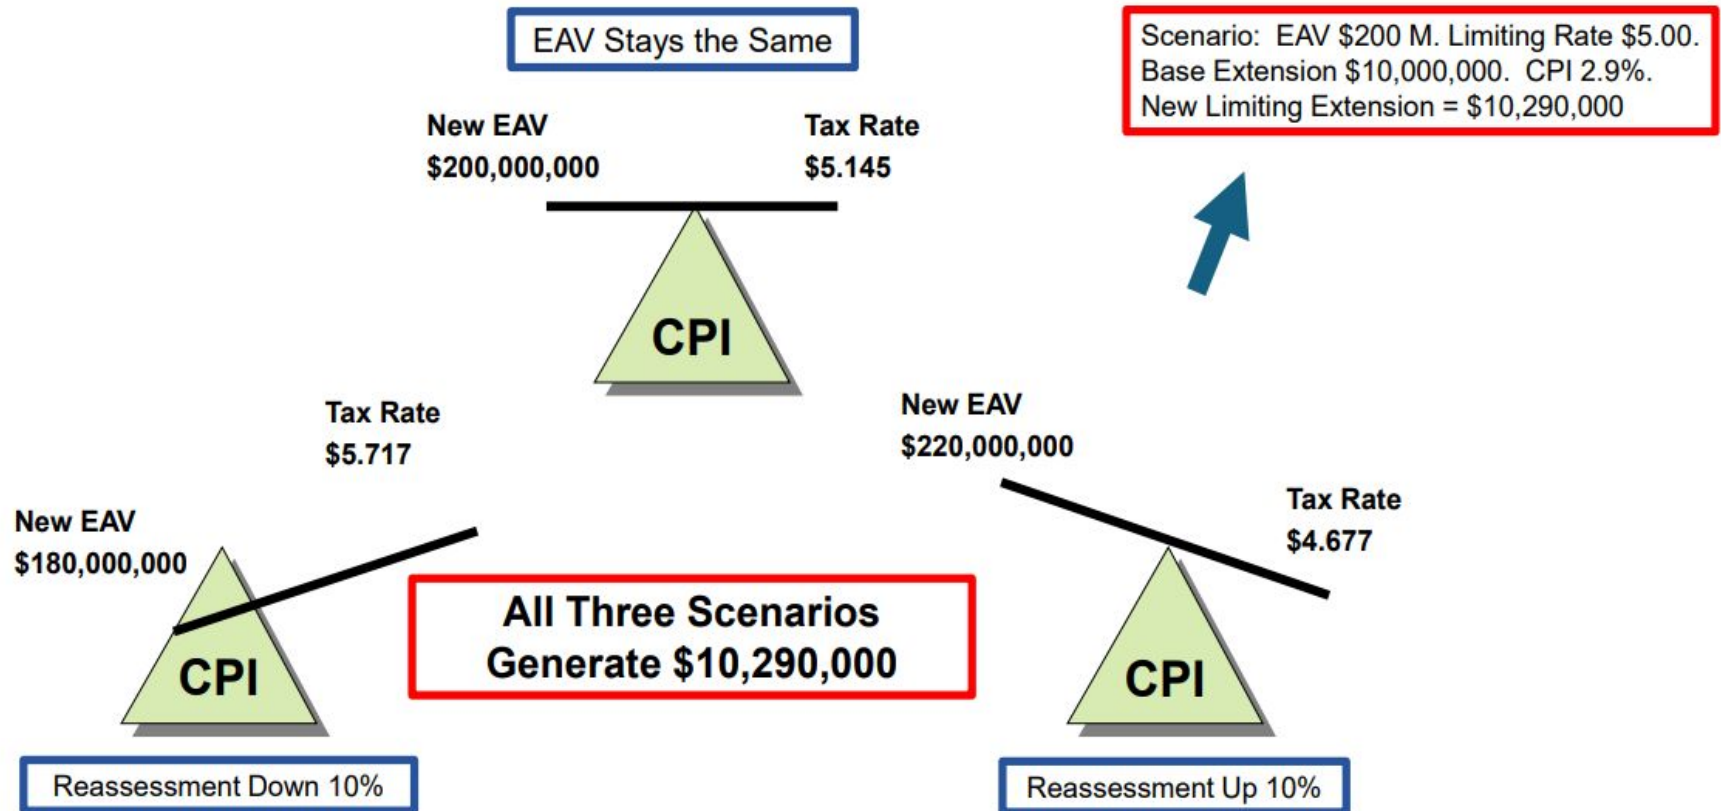 EAV Stays the Same
Scenario:  EAV $200 M. Limiting Rate $5.00.
Base Extension $10,000,000.  CPI 2.9%.
New Limiting Extension = $10,290,000
New EAV
$200,000,000
Tax Rate
$5.145
CPI
Tax Rate
$5.717
New EAV
$180,000,000
CPI
New EAV
$220,000,000
Tax Rate
$4.677
CPI
All Three Scenarios
Generate $10,290,000
Reassessment Down 10%
Reassessment Up 10%